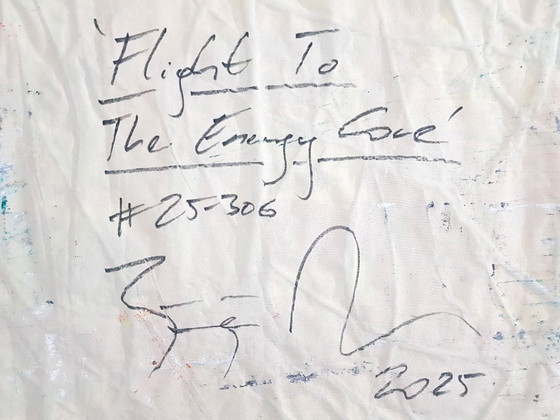 'Flight To
The Energy Core'
#25-306
2025